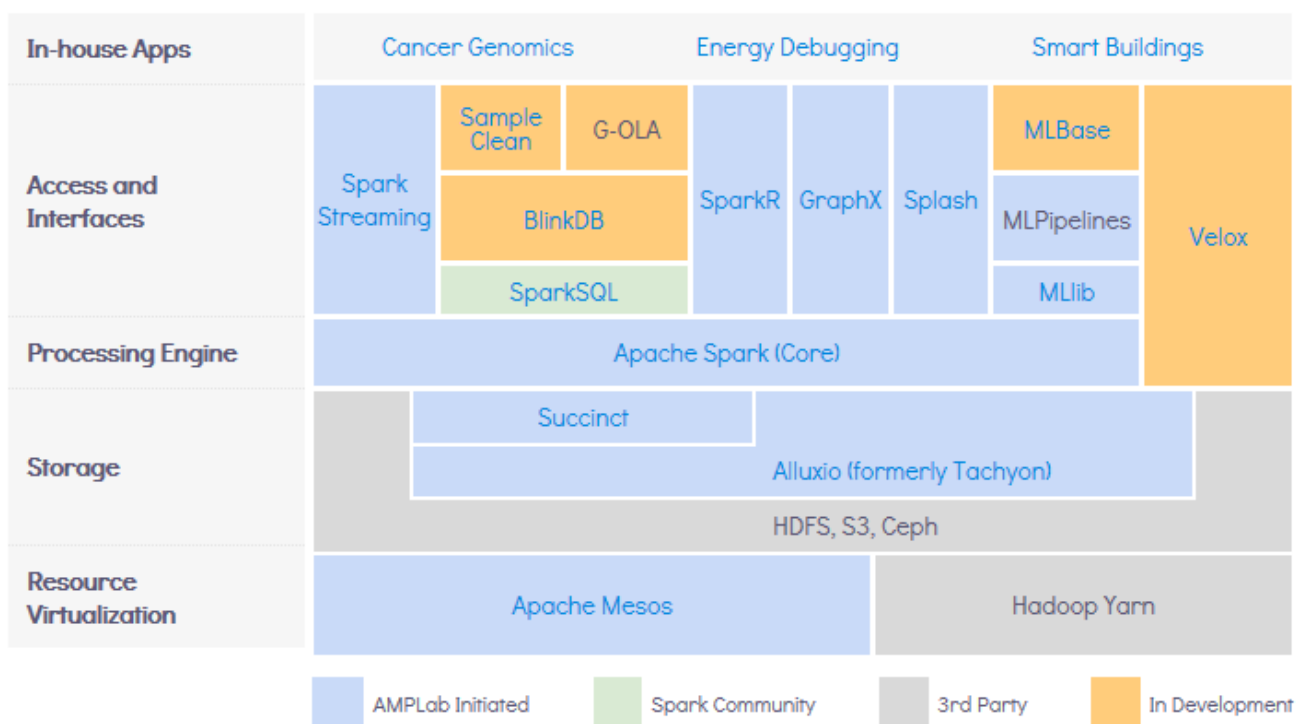 In-house Apps
Cancer Genomics
Energy Debugging
Smart Buildings
Access and
Interfaces
Spark
Streaming
Sample
Clean
G-OLA
BlinkDB
SparkSQL
SparkR
GraphX
Splash
MLBase
MLPipelines
MLlib
Velox
Processing Engine
Apache Spark (Core)
Storage
Succinct
Alluxio (formerly Tachyon)
HDFS, S3, Ceph
Resource
Virtualization
Apache Mesos
Hadoop Yarn
AMPLab Initiated
Spark Community
3rd Party
In Development